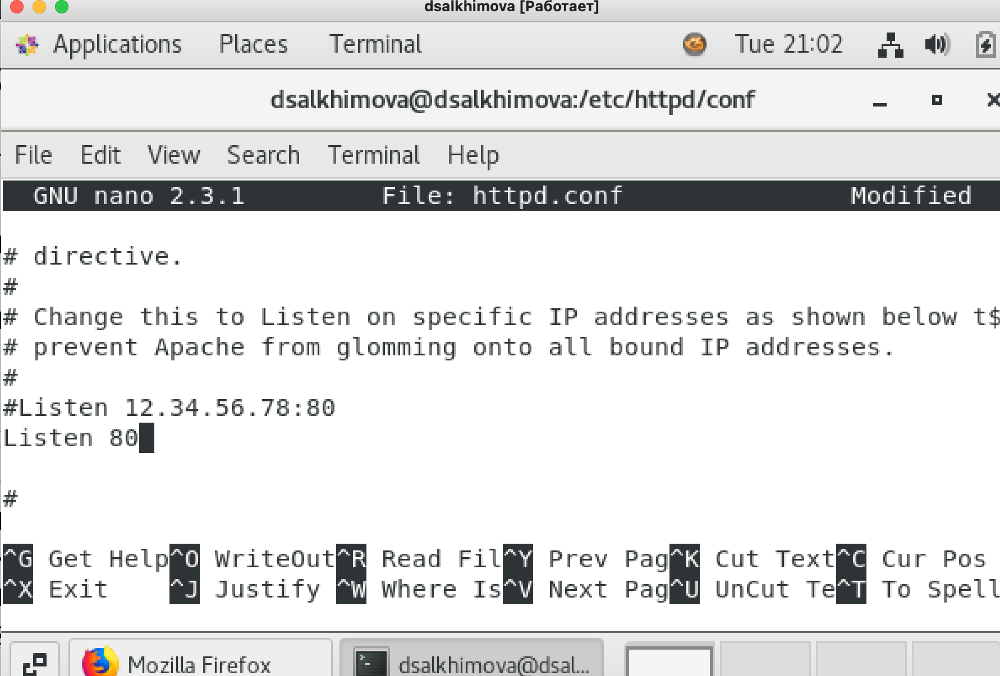 dsalkhimova [Работает]
Applications Places Terminal Tue 21:02
dsalkhimova@dsalkhimova:/etc/httpd/conf
File Edit View Search Terminal Help
GNU nano 2.3.1 File: httpd.conf Modified
# directive.
#
# Change this to Listen on specific IP addresses as shown below t$
# prevent Apache from glomming onto all bound IP addresses.
#
#Listen 12.34.56.78:80
Listen 80
#
^G Get Help^O WriteOut^R Read Fil^Y Prev Pag^K Cut Text^C Cur Pos
^X Exit ^J Justify ^W Where Is^V Next Pag^U UnCut Te^T To Spell
Mozilla Firefox dsalkhimova@dsal...